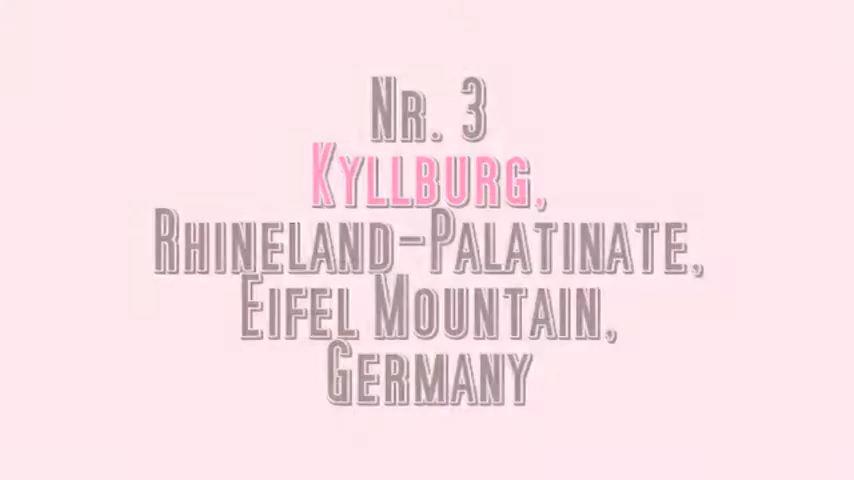 Nr. 3
Kyllburg,
Rhineland-Palatinate,
Eifel Mountain,
Germany